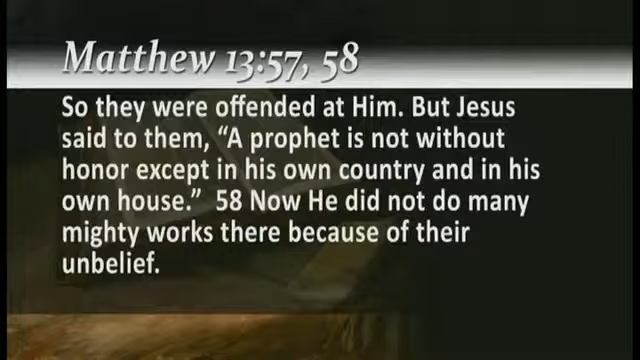 Matthew 13:57, 58
So they were offended at Him. But Jesus
said to them, “A prophet is not without
honor except in his own country and in his
own house.”  58 Now He did not do many
mighty works there because of their
unbelief.